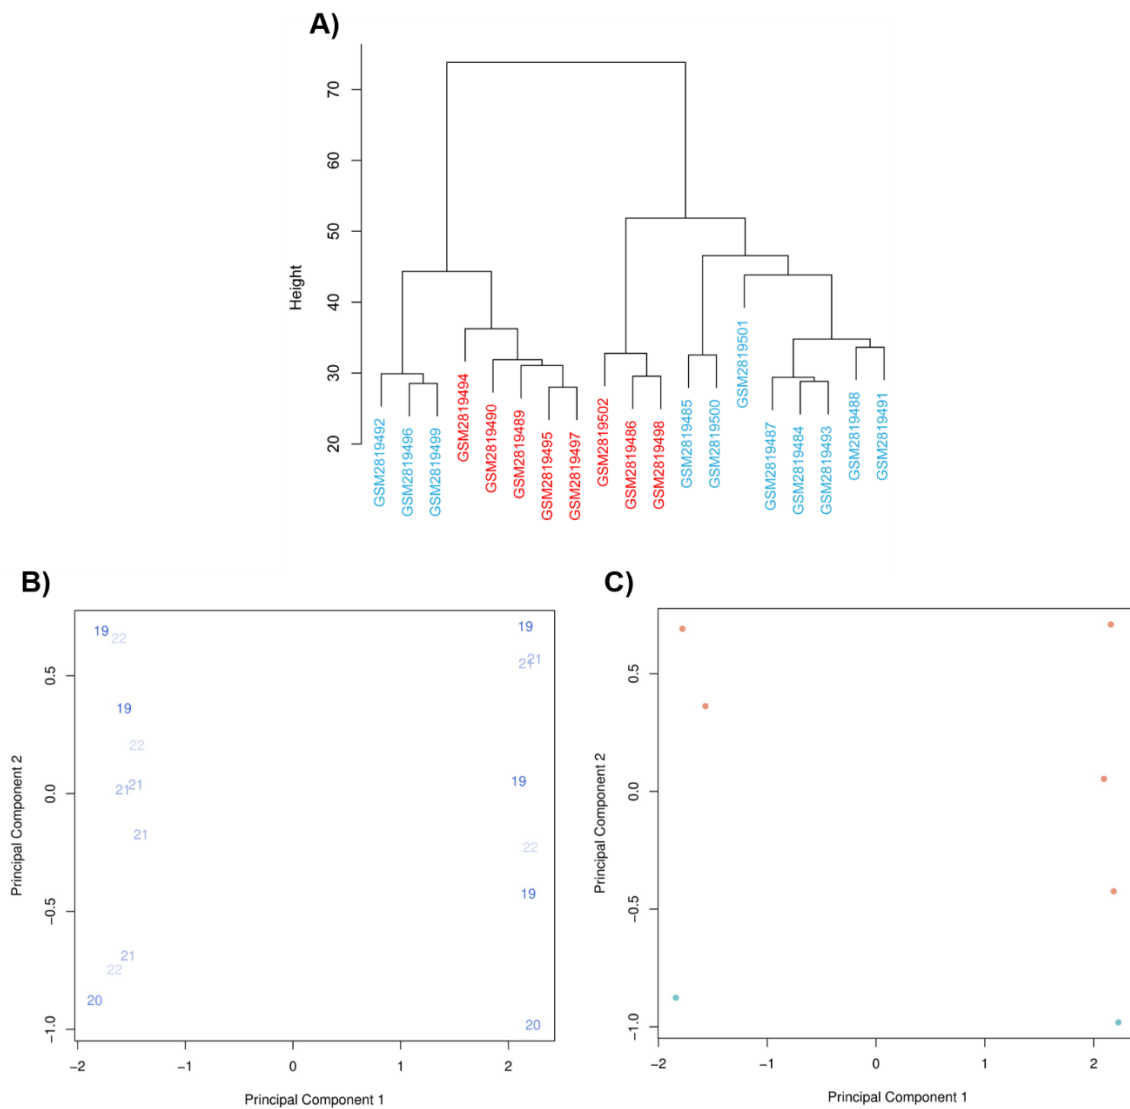 A)
Height
70
60
50
40
30
20
GSM2819492
GSM2819496
GSM2819499
GSM2819494
GSM2819490
GSM2819489
GSM2819495
GSM2819497
GSM2819502
GSM2819486
GSM2819498
GSM2819485
GSM2819500
GSM2819501
GSM2819487
GSM2819484
GSM2819493
GSM2819488
GSM2819491
B)
Principal Component 2
0.5
0.0
−0.5
−1.0
19
22
19
22
21
21
21
21
22
20
19
21
21
19
22
19
20
−2
−1
0
1
2
Principal Component 1
C)
Principal Component 2
0.5
0.0
−0.5
−1.0
−2
−1
0
1
2
Principal Component 1